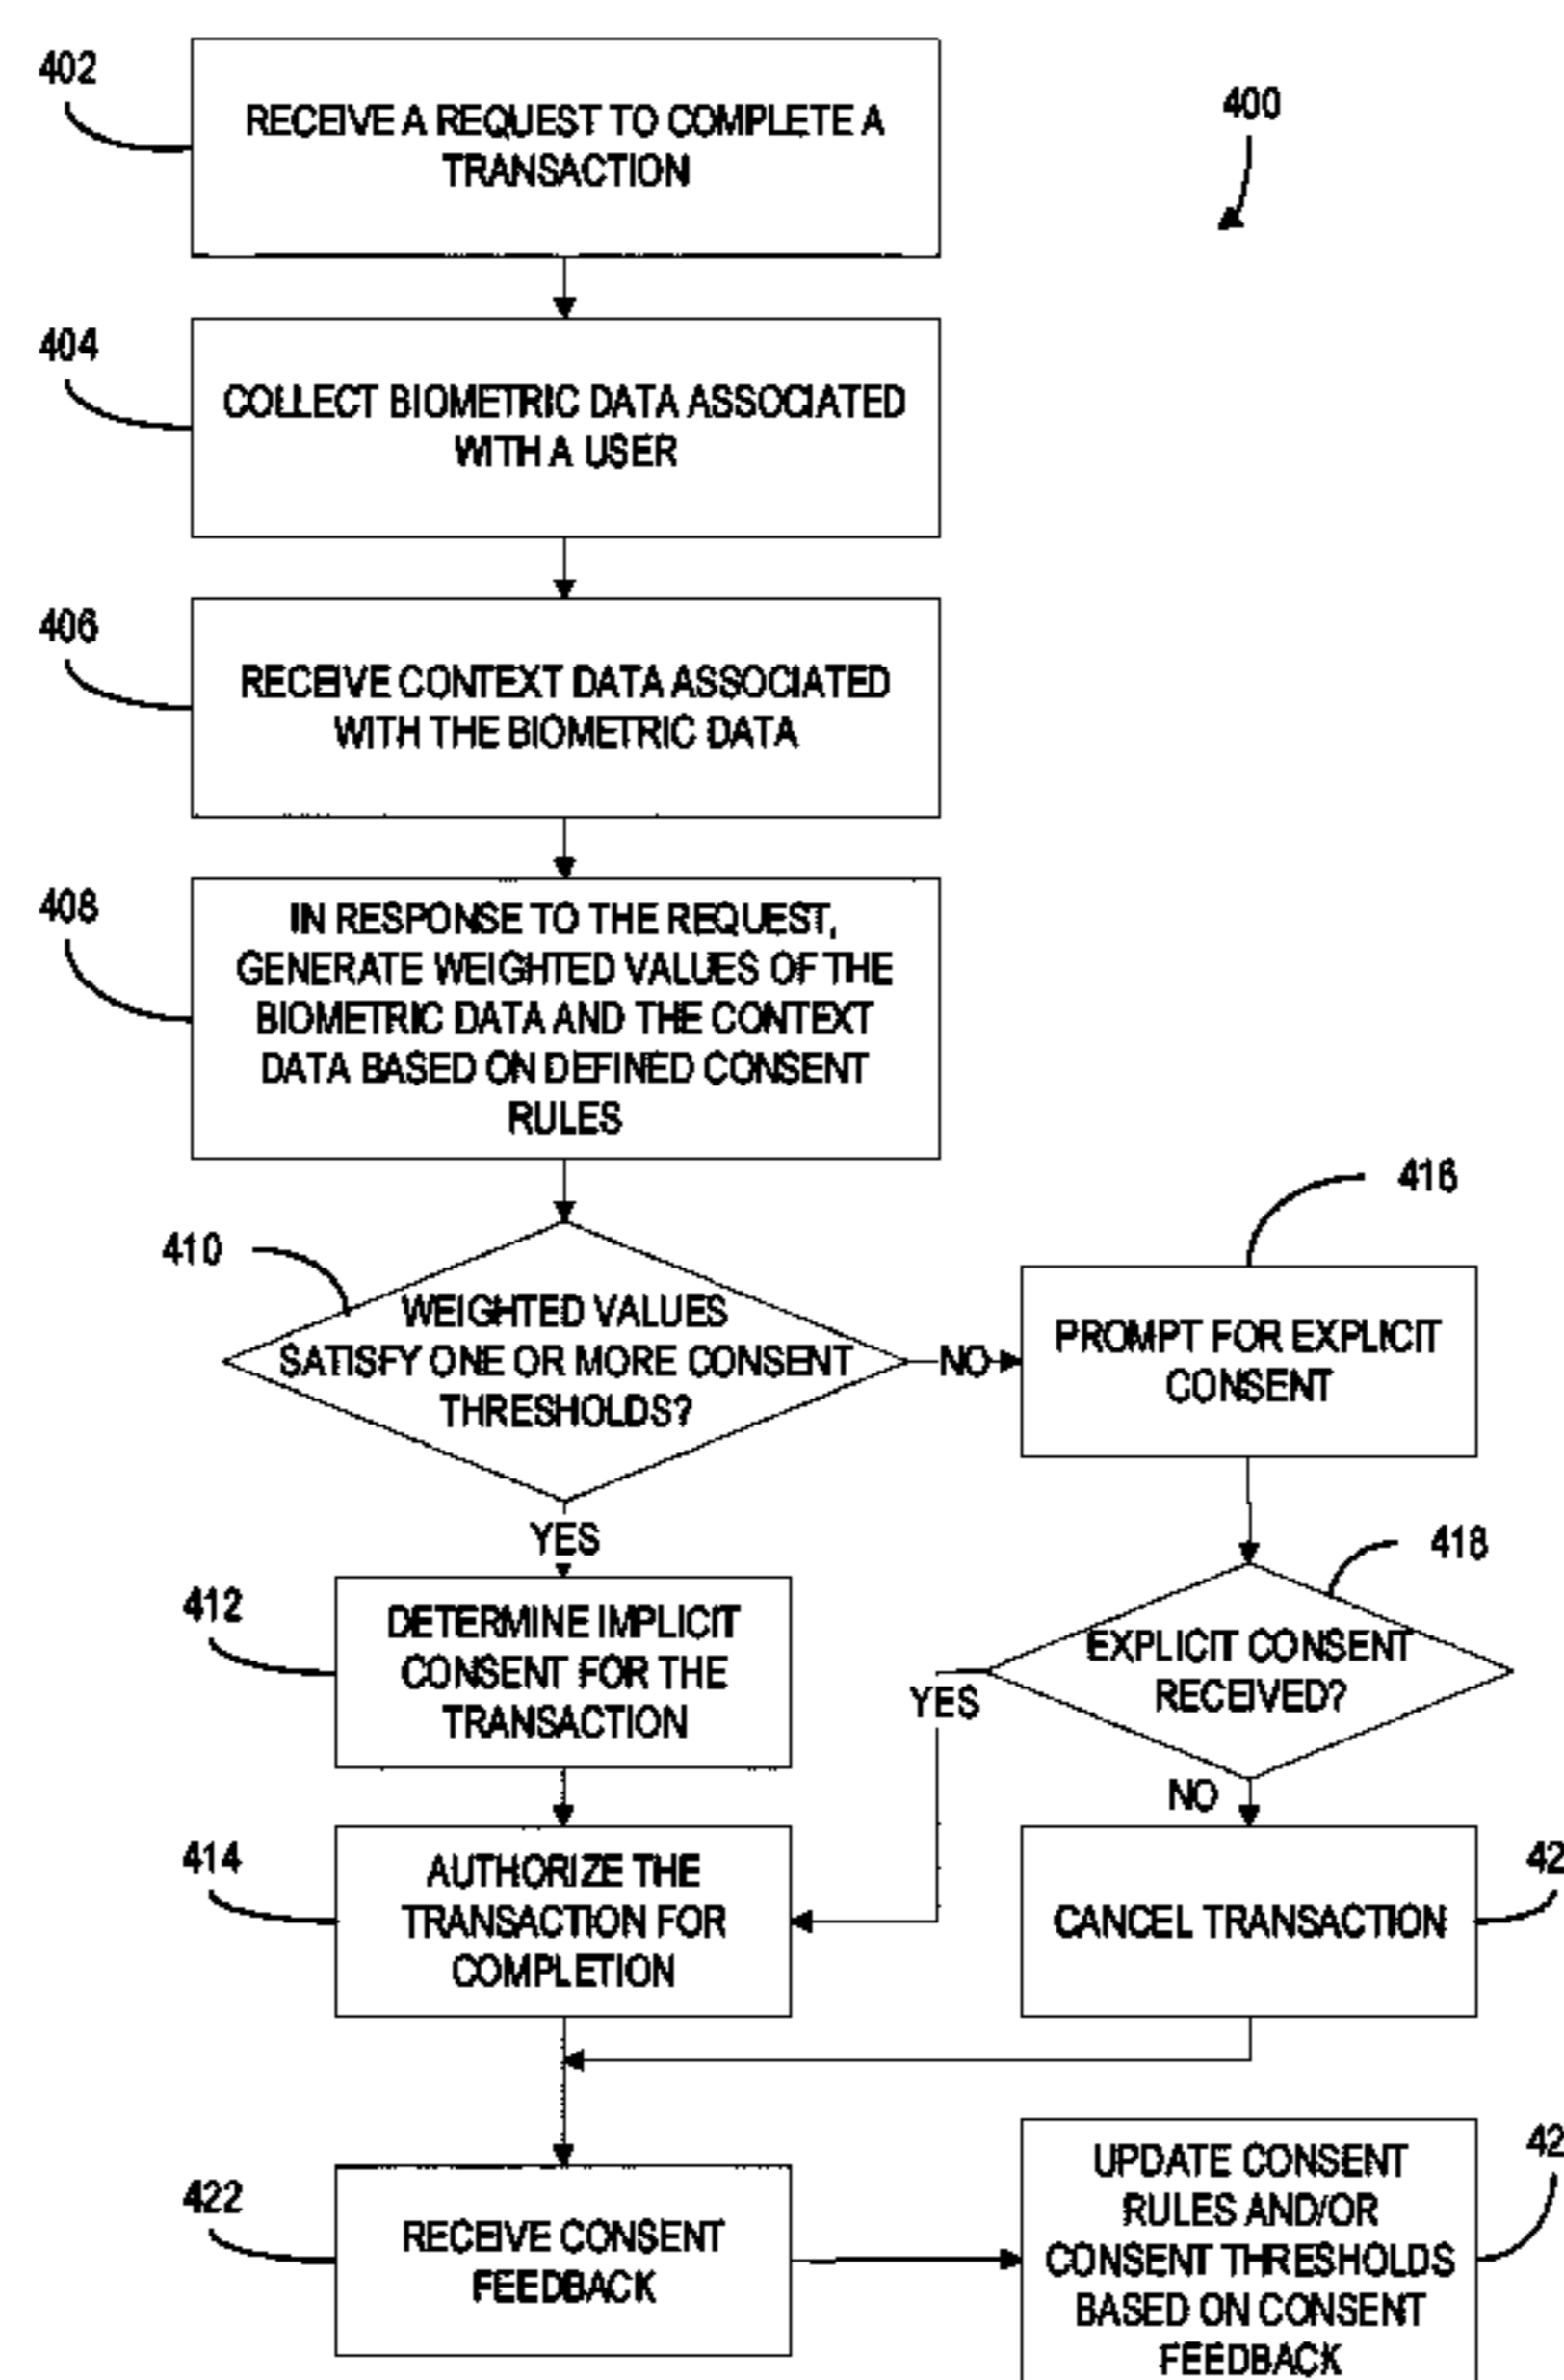 402
RECEIVE A REQUEST TO COMPLETE A
TRANSACTION
400
404
COLLECT BIOMETRIC DATA ASSOCIATED
WITH A USER
406
RECEIVE CONTEXT DATA ASSOCIATED
WITH THE BIOMETRIC DATA
408
IN RESPONSE TO THE REQUEST,
GENERATE WEIGHTED VALUES OF THE
BIOMETRIC DATA AND THE CONTEXT
DATA BASED ON DEFINED CONSENT
RULES
410
WEIGHTED VALUES
SATISFY ONE OR MORE CONSENT
THRESHOLDS?
NO
416
PROMPT FOR EXPLICIT
CONSENT
YES
412
DETERMINE IMPLICIT
CONSENT FOR THE
TRANSACTION
418
EXPLICIT CONSENT
RECEIVED?
YES
NO
414
AUTHORIZE THE
TRANSACTION FOR
COMPLETION
42
CANCEL TRANSACTION
422
RECEIVE CONSENT
FEEDBACK
42
UPDATE CONSENT
RULES AND/OR
CONSENT THRESHOLDS
BASED ON CONSENT
FEEDBACK